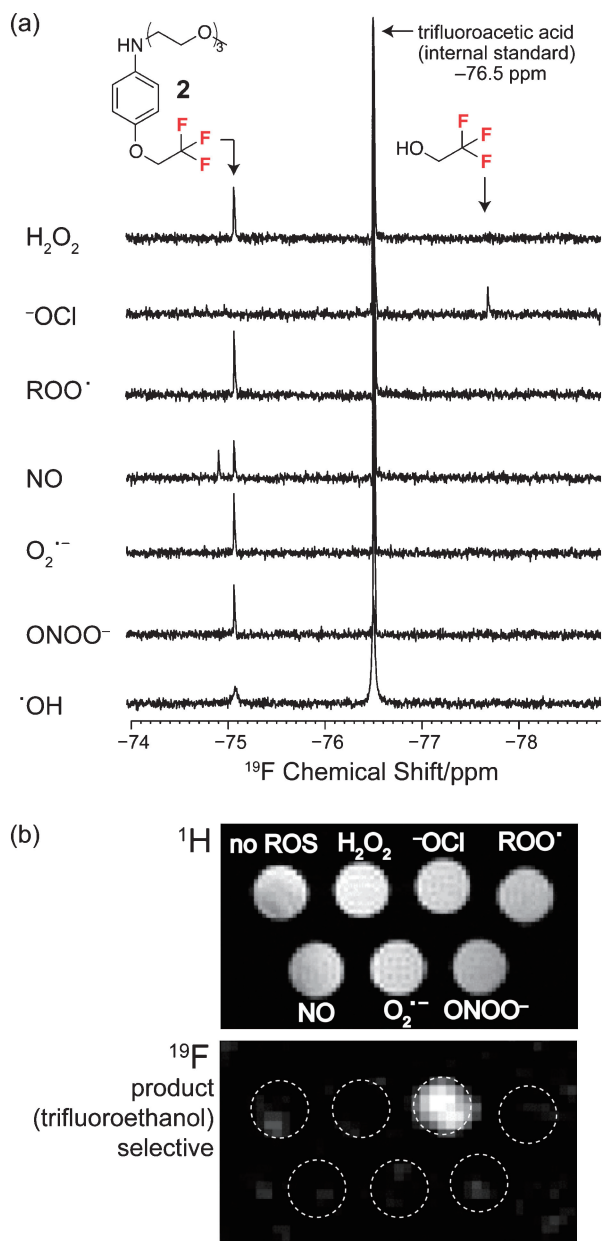 (a)
HN
O
3
2
O
F
F
F
trifluoroacetic acid
(internal standard)
−76.5 ppm
HO
F
F
F
H₂O₂
⁻OCl
ROO˙
NO
O₂˙⁻
ONOO⁻
˙OH
−74 −75 −76 −77 −78
¹⁹F Chemical Shift/ppm
(b)
¹H
no ROS H₂O₂ ⁻OCl ROO˙
NO O₂˙⁻ ONOO⁻
¹⁹F
product
(trifluoroethanol)
selective